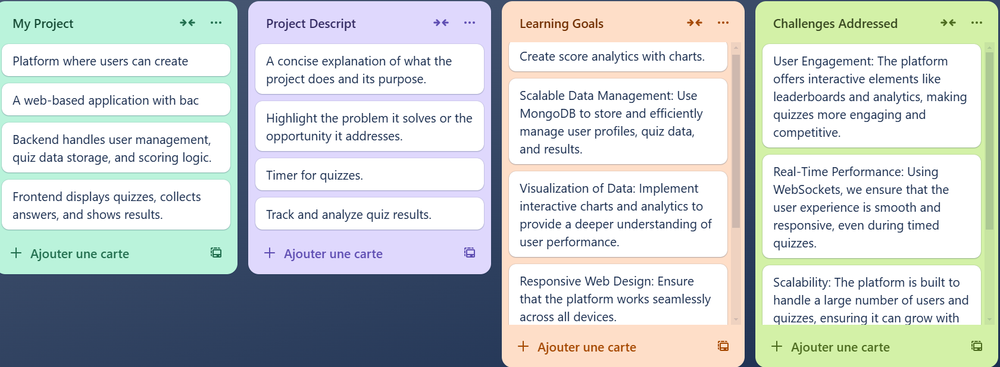 My Project
Platform where users can create
A web-based application with bac
Backend handles user management,
quiz data storage, and scoring logic.
Frontend displays quizzes, collects
answers, and shows results.
Ajouter une carte
Project Descript
A concise explanation of what the
project does and its purpose.
Highlight the problem it solves or the
opportunity it addresses.
Timer for quizzes.
Track and analyze quiz results.
Ajouter une carte
Learning Goals
Create score analytics with charts.
Scalable Data Management: Use
MongoDB to store and efficiently
manage user profiles, quiz data,
and results.
Visualization of Data: Implement
interactive charts and analytics to
provide a deeper understanding of
user performance.
Responsive Web Design: Ensure
that the platform works seamlessly
across all devices.
Ajouter une carte
Challenges Addressed
User Engagement: The platform
offers interactive elements like
leaderboards and analytics, making
quizzes more engaging and
competitive.
Real-Time Performance: Using
WebSockets, we ensure that the
user experience is smooth and
responsive, even during timed
quizzes.
Scalability: The platform is built to
handle a large number of users and
quizzes, ensuring it can grow with
Ajouter une carte